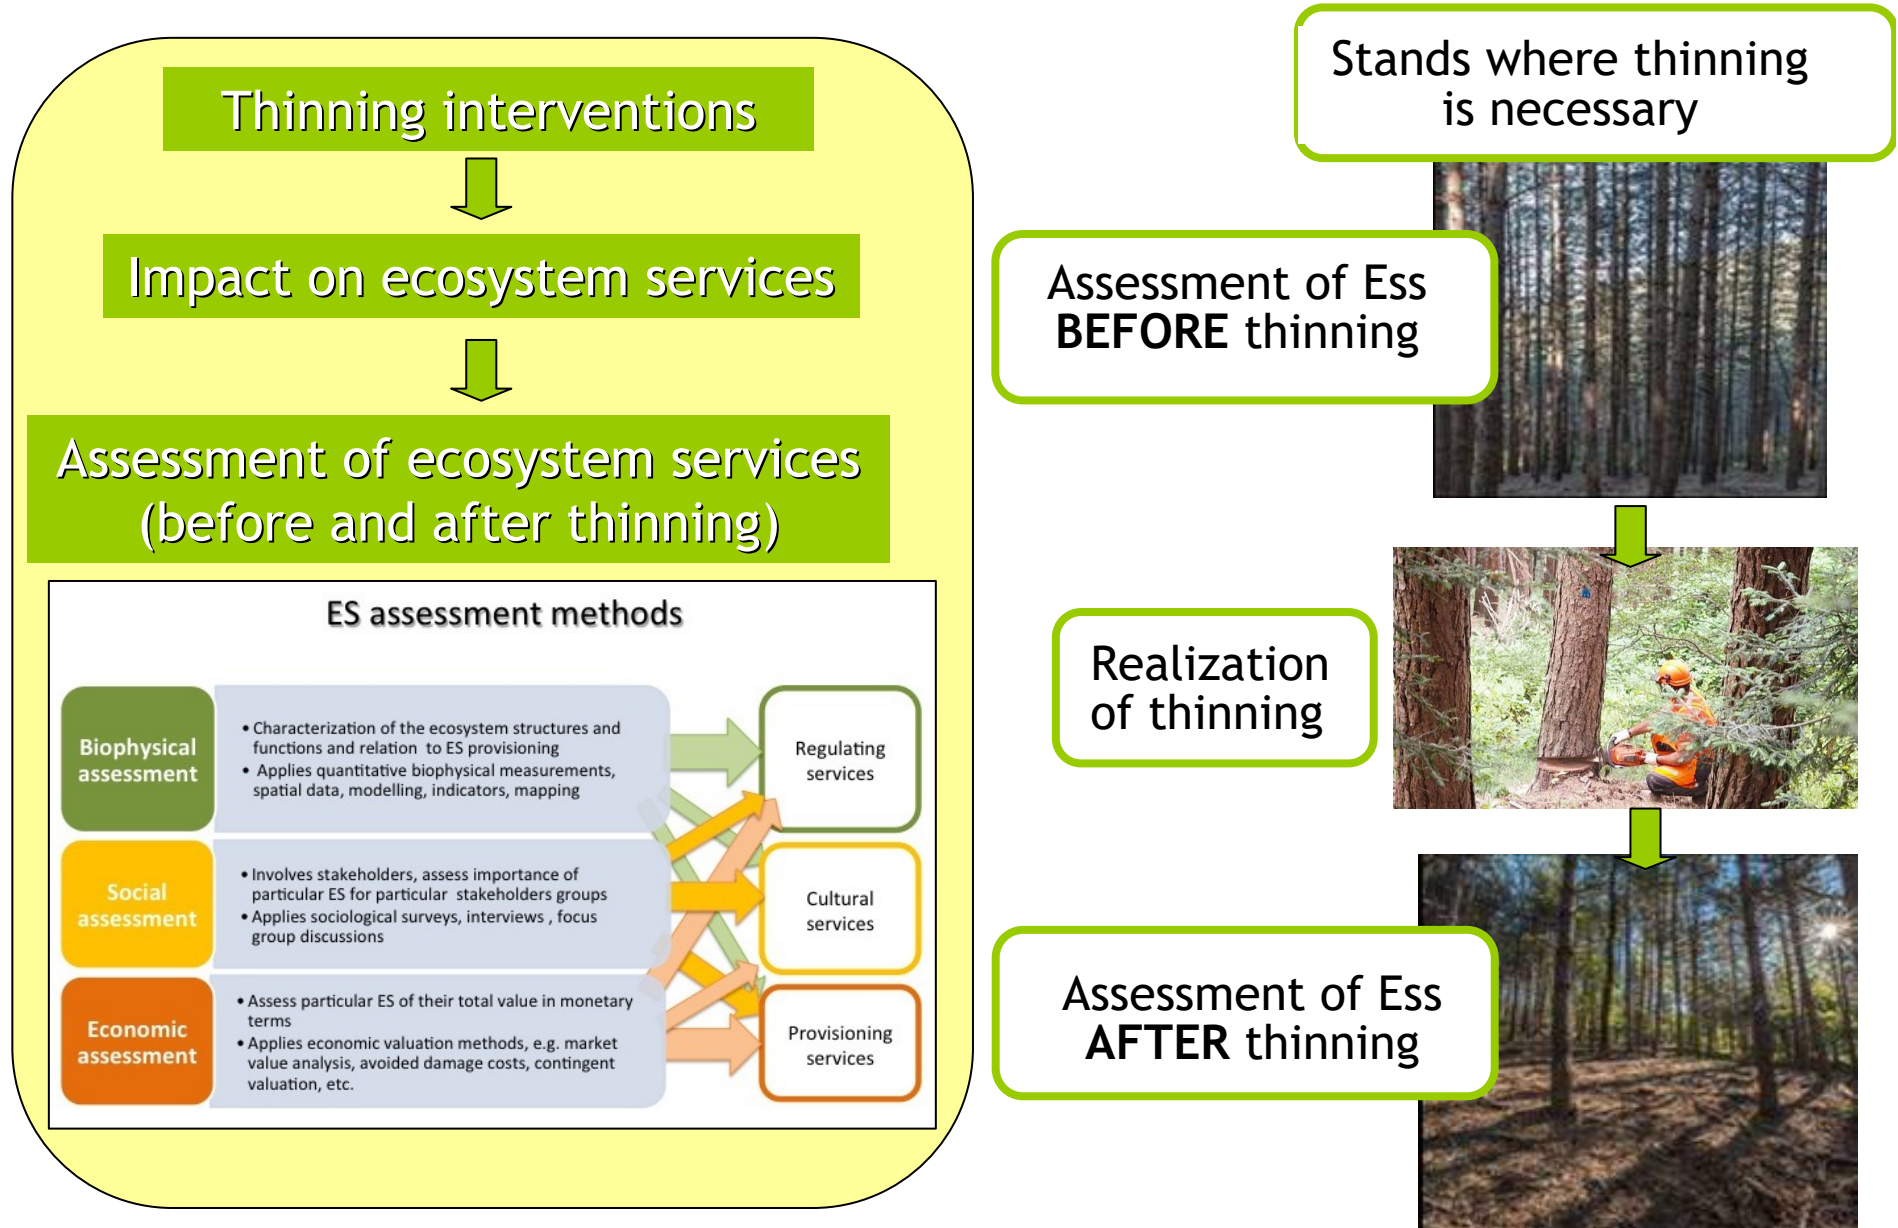 Thinning interventions
Impact on ecosystem services
Assessment of ecosystem services
(before and after thinning)
ES assessment methods
Biophysical
assessment
• Characterization of the ecosystem structures and
functions and relation to ES provisioning
• Applies quantitative biophysical measurements,
spatial data, modelling, indicators, mapping
Regulating
services
Social
assessment
• Involves stakeholders, assess importance of
particular ES for particular stakeholders groups
• Applies sociological surveys, interviews , focus
group discussions
Cultural
services
Economic
assessment
• Assess particular ES of their total value in monetary
terms
• Applies economic valuation methods, e.g. market
value analysis, avoided damage costs, contingent
valuation, etc.
Provisioning
services
Stands where thinning
is necessary
Assessment of Ess
BEFORE thinning
Realization
of thinning
Assessment of Ess
AFTER thinning